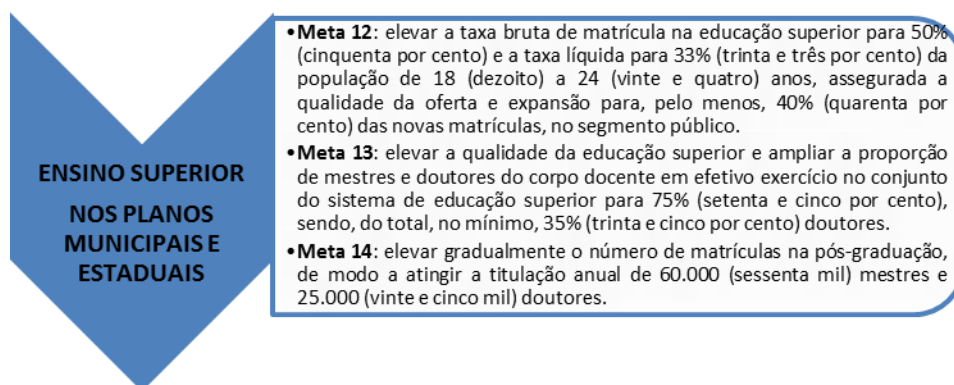 ENSINO SUPERIOR
NOS PLANOS
MUNICIPAIS E
ESTADUAIS
•Meta 12: elevar a taxa bruta de matrícula na educação superior para 50%
(cinquenta por cento) e a taxa líquida para 33% (trinta e três por cento) da
população de 18 (dezoito) a 24 (vinte e quatro) anos, assegurada a
qualidade da oferta e expansão para, pelo menos, 40% (quarenta por
cento) das novas matrículas, no segmento público.
•Meta 13: elevar a qualidade da educação superior e ampliar a proporção
de mestres e doutores do corpo docente em efetivo exercício no conjunto
do sistema de educação superior para 75% (setenta e cinco por cento),
sendo, do total, no mínimo, 35% (trinta e cinco por cento) doutores.
•Meta 14: elevar gradualmente o número de matrículas na pós-graduação,
de modo a atingir a titulação anual de 60.000 (sessenta mil) mestres e
25.000 (vinte e cinco mil) doutores.